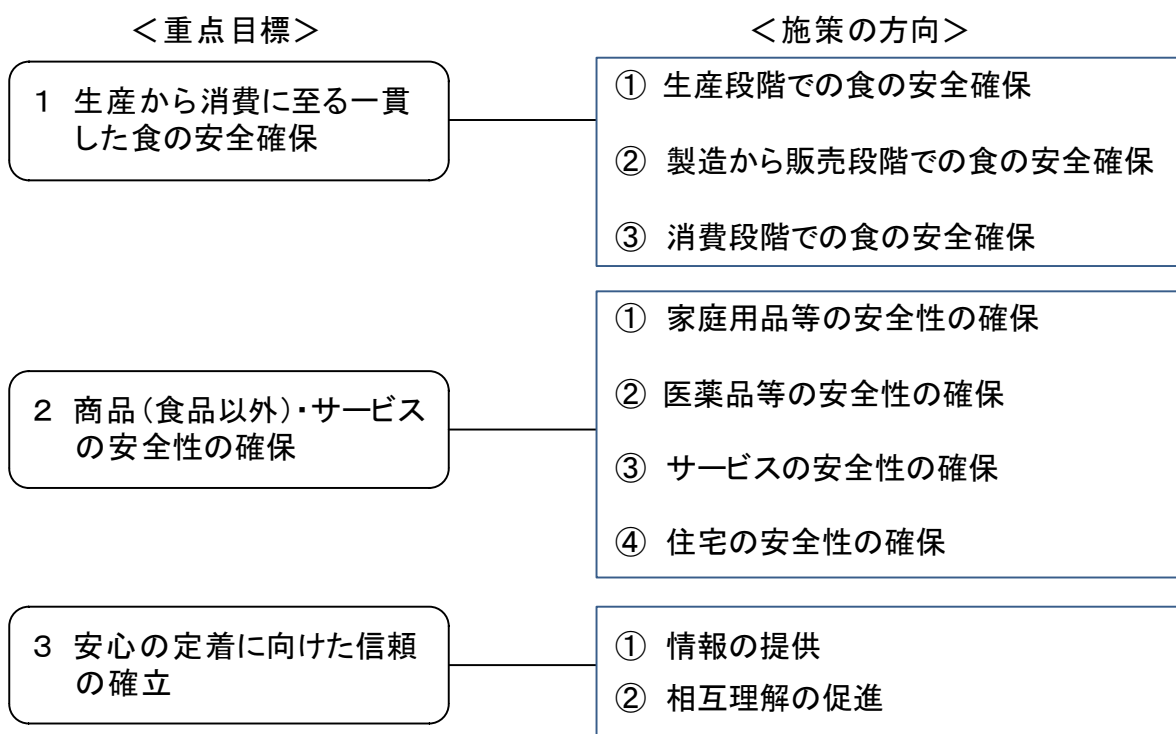 ＜重点目標＞
＜施策の方向＞
１ 生産から消費に至る一貫
した食の安全確保
① 生産段階での食の安全確保
② 製造から販売段階での食の安全確保
③ 消費段階での食の安全確保
２ 商品（食品以外）・サービス
の安全性の確保
① 家庭用品等の安全性の確保
② 医薬品等の安全性の確保
③ サービスの安全性の確保
④ 住宅の安全性の確保
３ 安心の定着に向けた信頼
の確立
① 情報の提供
② 相互理解の促進